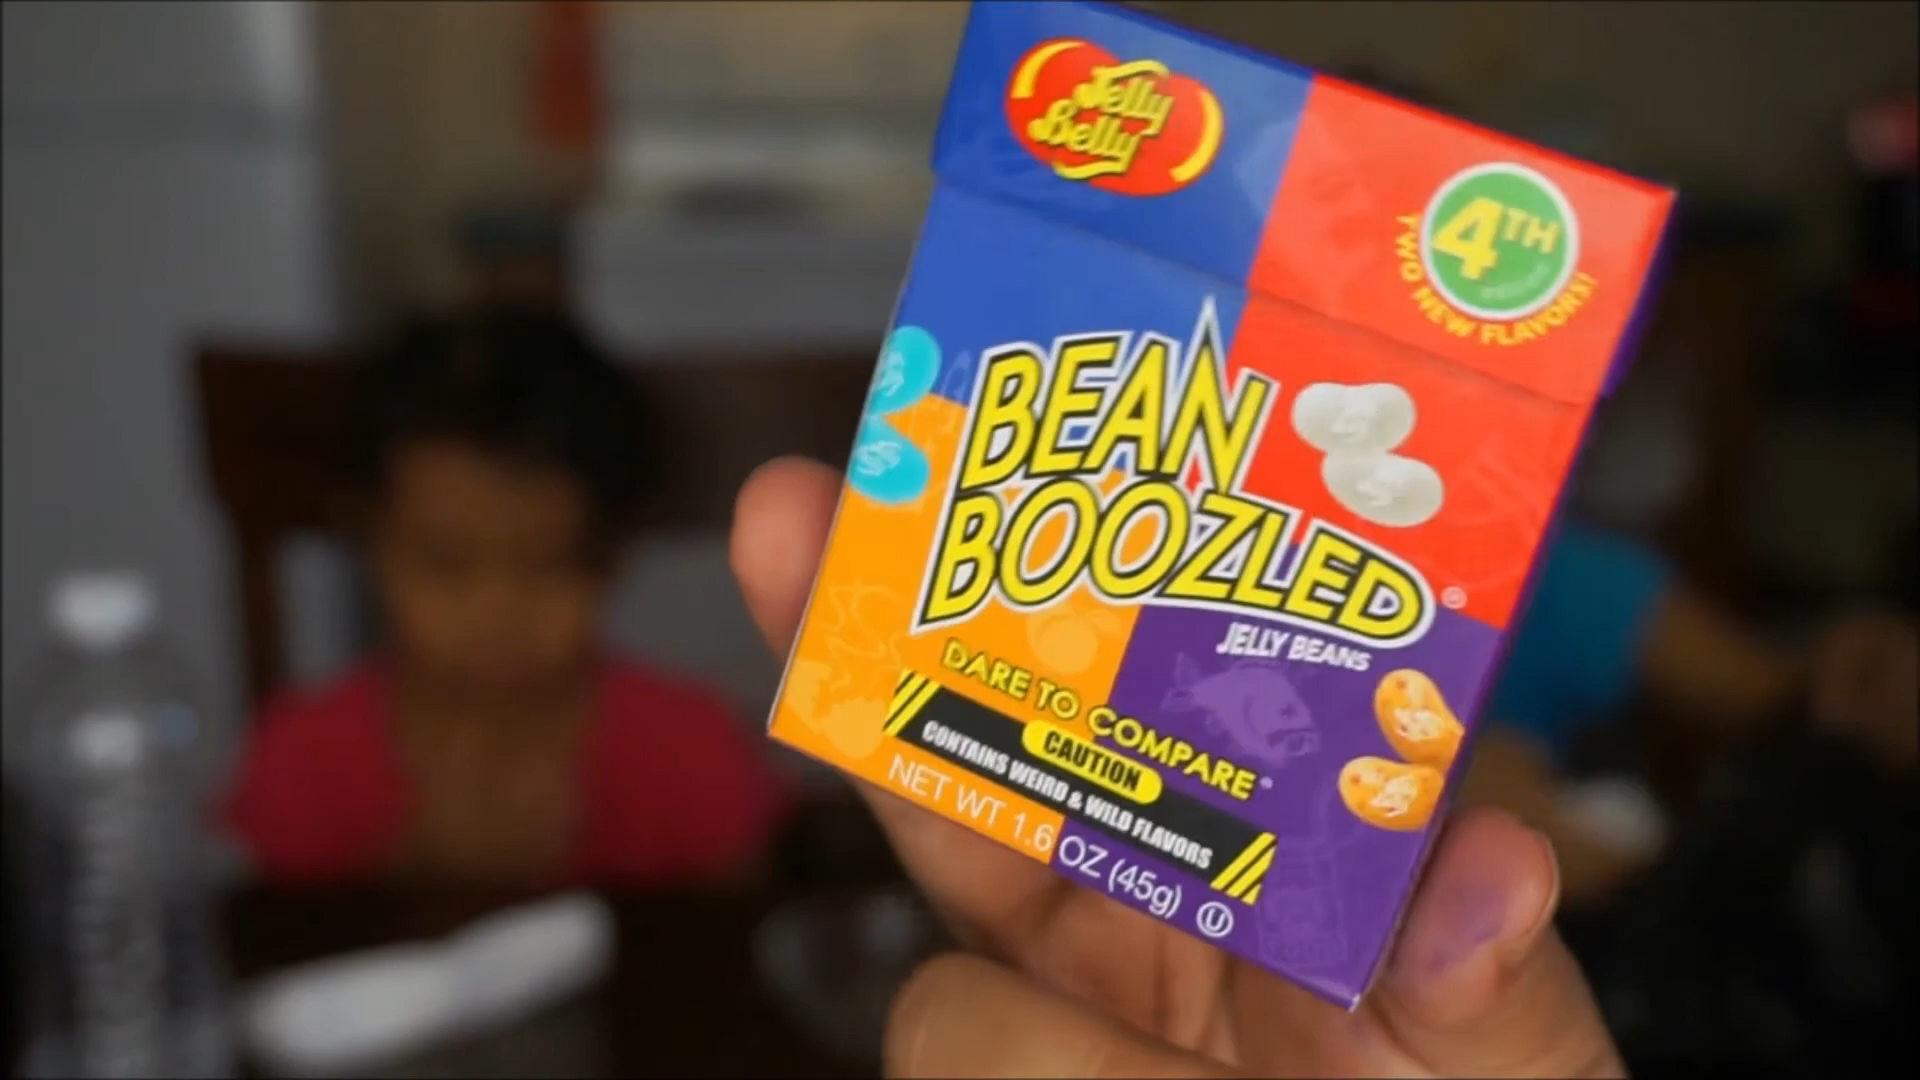 Jelly
Belly
4TH
TWO NEW FLAVORS!
BEAN
BOOZLED®
JELLY BEANS
DARE TO COMPARE®
CAUTION
CONTAINS WEIRD & WILD FLAVORS
NET WT 1.6 OZ (45g) U